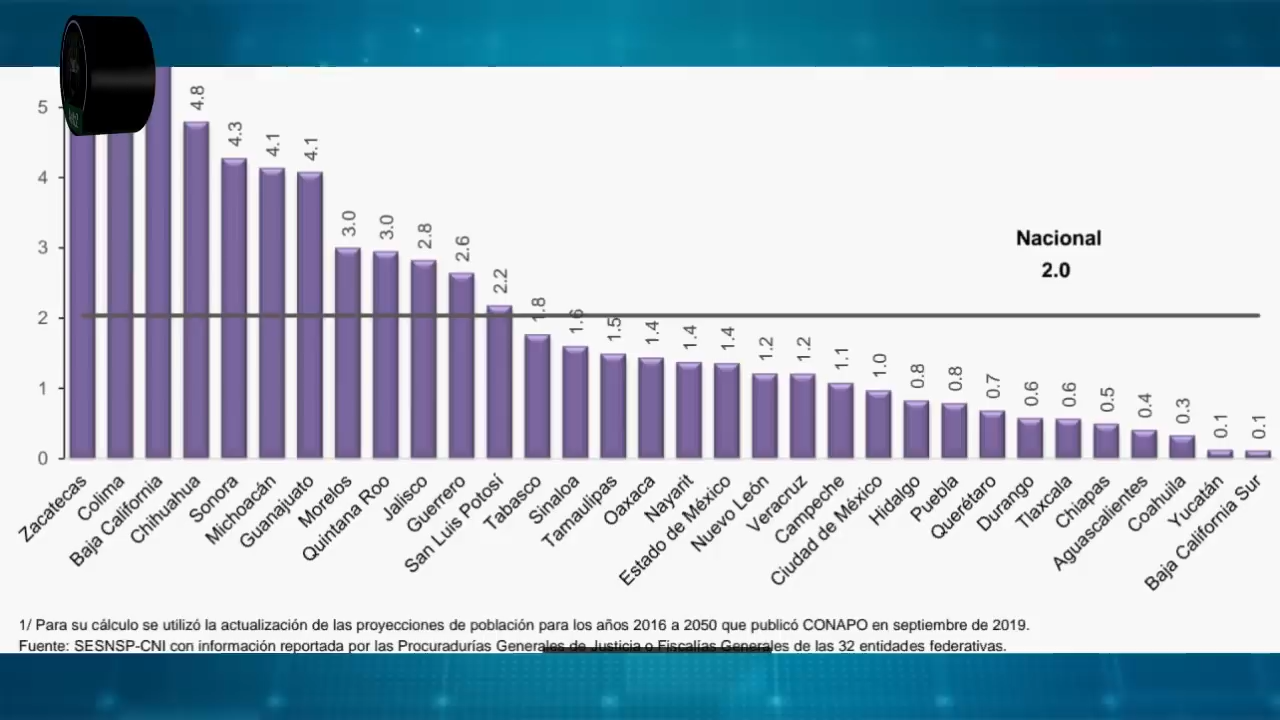 5
4
3
2
1
0
4.8
4.3
4.1
4.1
3.0
3.0
2.8
2.6
2.2
1.8
1.6
1.5
1.4
1.4
1.4
1.2
1.2
1.1
1.0
0.8
0.8
0.7
0.6
0.6
0.5
0.4
0.3
0.1
0.1
Nacional
2.0
Zacatecas
Colima
Baja California
Chihuahua
Sonora
Michoacán
Guanajuato
Morelos
Quintana Roo
Jalisco
Guerrero
San Luis Potosí
Tabasco
Sinaloa
Tamaulipas
Oaxaca
Nayarit
Estado de México
Nuevo León
Veracruz
Campeche
Ciudad de México
Hidalgo
Puebla
Querétaro
Durango
Tlaxcala
Chiapas
Aguascalientes
Coahuila
Yucatán
Baja California Sur
1/ Para su cálculo se utilizó la actualización de las proyecciones de población para los años 2016 a 2050 que publicó CONAPO en septiembre de 2019.
Fuente: SESNSP-CNI con información reportada por las Procuradurías Generales de Justicia o Fiscalías Generales de las 32 entidades federativas.